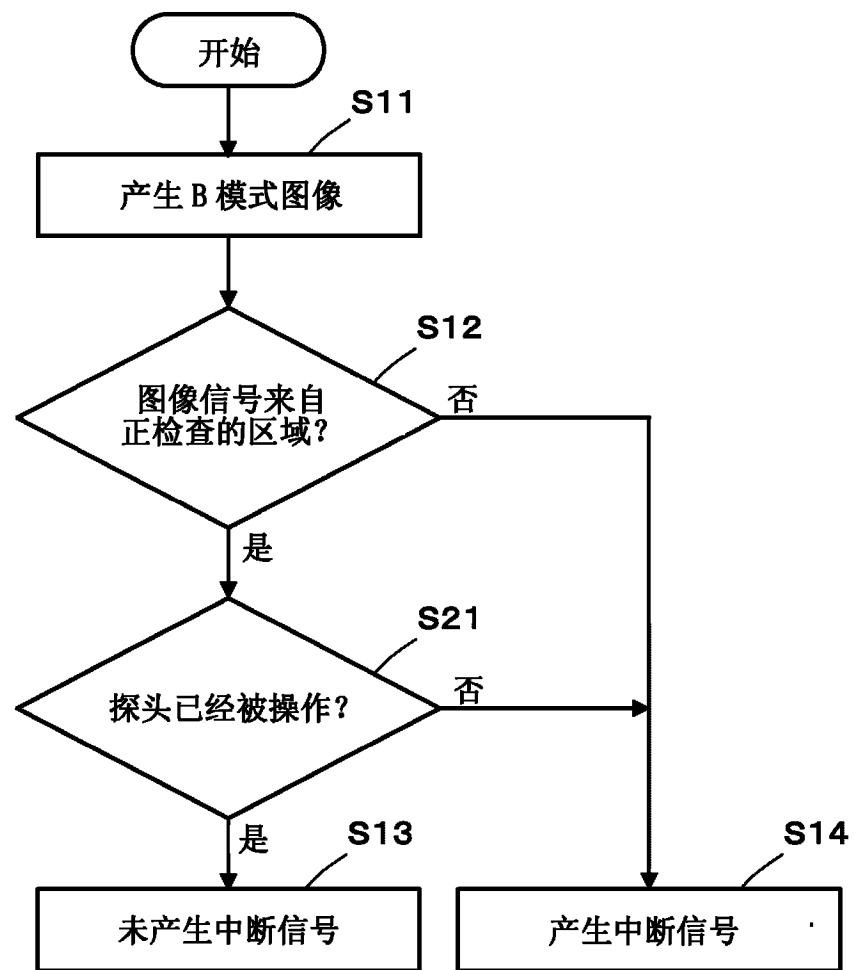 开始
S11
产生 B 模式图像
S12
图像信号来自
正检查的区域?
否
是
S21
探头已经被操作?
否
是
S13
未产生中断信号
S14
产生中断信号